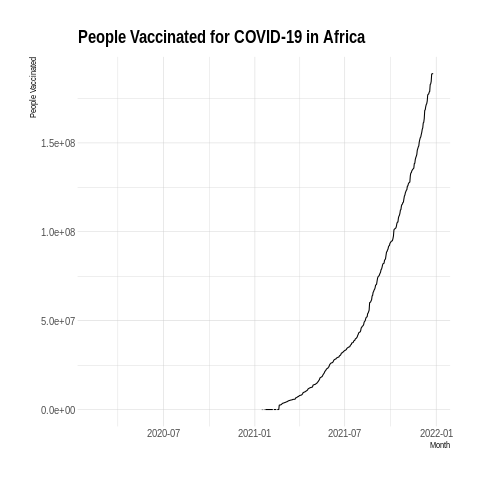 People Vaccinated for COVID-19 in Africa
People Vaccinated
1.5e+08
1.0e+08
5.0e+07
0.0e+00
2020-07 2021-01 2021-07 2022-01
Month